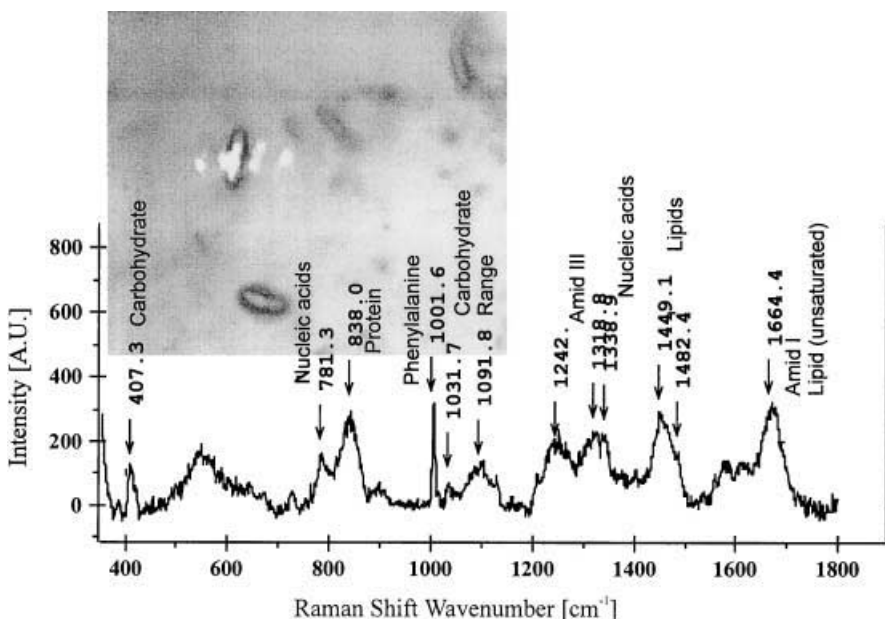 800
600
400
200
0
Intensity [A.U.]
407.3 Carbohydrate
Nucleic acids
781.3
838.0
Protein
Phenylalanine
1001.6
1031.7 Carbohydrate
1091.8 Range
1242.
Amid III
1318.8
1338.9
Nucleic acids
1449.1 Lipids
1482.4
1664.4
Amid I
Lipid (unsaturated)
400 600 800 1000 1200 1400 1600 1800
Raman Shift Wavenumber [cm⁻¹]